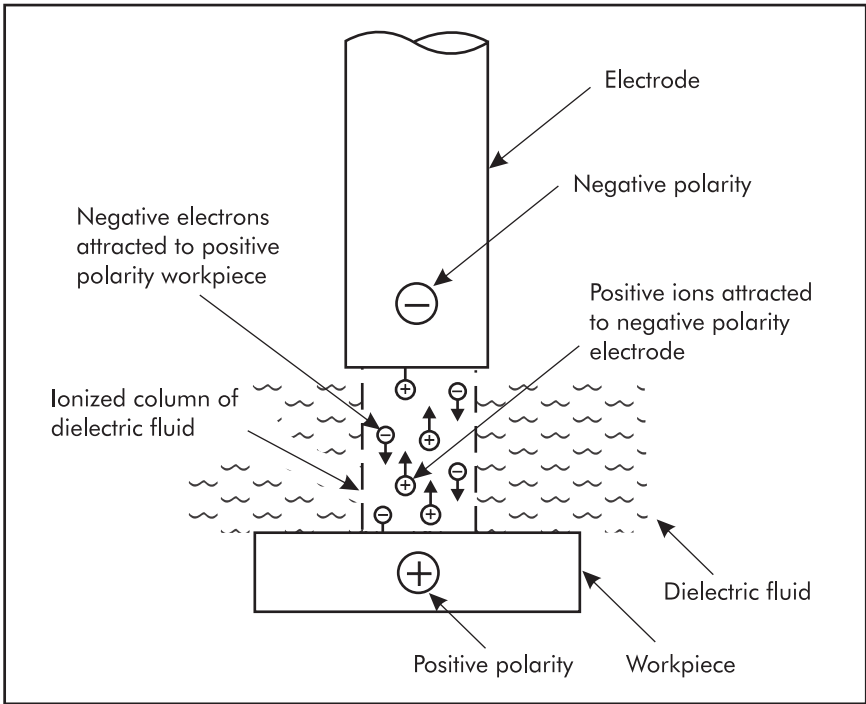 Electrode
Negative polarity
Negative electrons
attracted to positive
polarity workpiece
Positive ions attracted
to negative polarity
electrode
Ionized column of
dielectric fluid
Dielectric fluid
Positive polarity
Workpiece